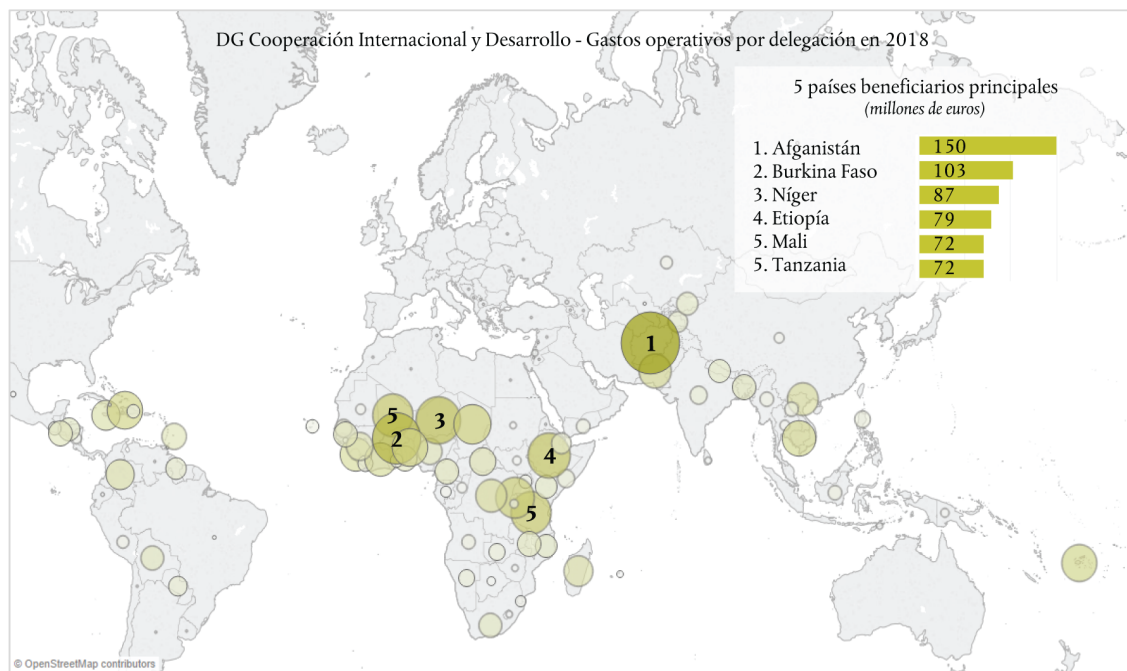 DG Cooperación Internacional y Desarrollo - Gastos operativos por delegación en 2018
5 países beneficiarios principales
(millones de euros)
1. Afganistán 150
2. Burkina Faso 103
3. Níger 87
4. Etiopía 79
5. Mali 72
5. Tanzania 72
1
5
3
2
4
5
© OpenStreetMap contributors